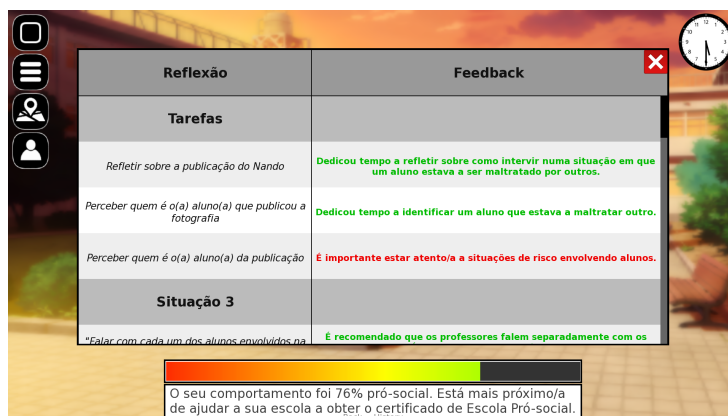 Reflexão
Feedback
Tarefas
Refletir sobre a publicação do Nando
Dedicou tempo a refletir sobre como intervir numa situação em que
um aluno estava a ser maltratado por outros.
Perceber quem é o(a) aluno(a) que publicou a
fotografia
Dedicou tempo a identificar um aluno que estava a maltratar outro.
Perceber quem é o(a) aluno(a) da publicação
É importante estar atento/a a situações de risco envolvendo alunos.
Situação 3
"Falar com cada um dos alunos envolvidos na
É recomendado que os professores falem separadamente com os
O seu comportamento foi 76% pró-social. Está mais próximo/a
de ajudar a sua escola a obter o certificado de Escola Pró-social.